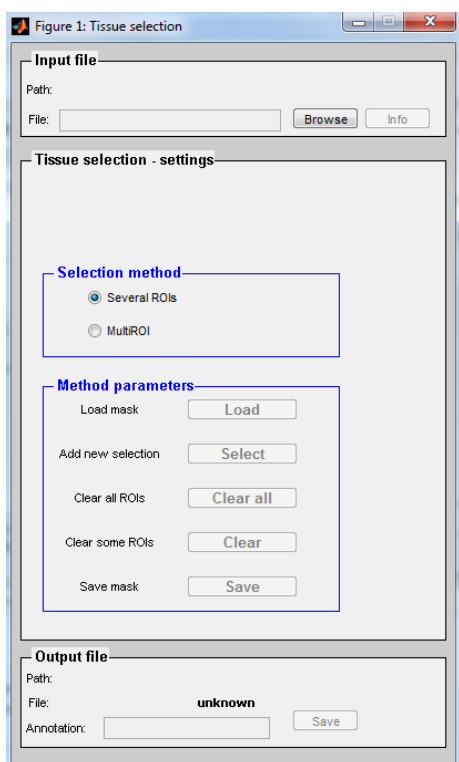 Figure 1: Tissue selection
Input file
Path:
File: Browse Info
Tissue selection - settings
Selection method
Several ROIs
MultiROI
Method parameters
Load mask Load
Add new selection Select
Clear all ROIs Clear all
Clear some ROIs Clear
Save mask Save
Output file
Path:
File: unknown
Annotation: Save